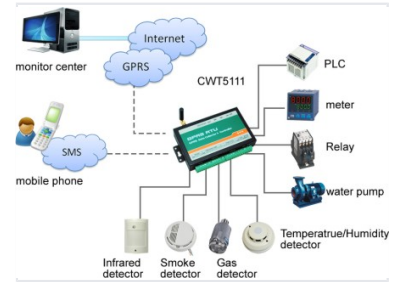 Internet
GPRS
monitor center
CWT5111
PLC
meter
GPRS RTU
SMS
Relay
mobile phone
water pump
Temperatrue/Humidity
detector
Infrared
detector
Smoke
detector
Gas
detector